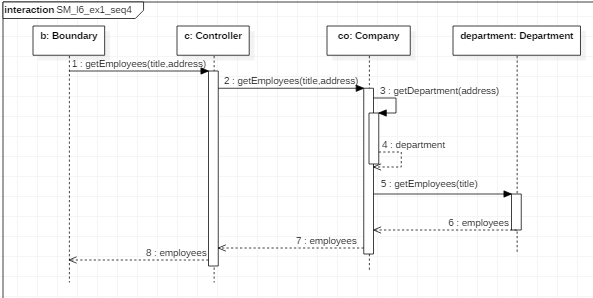 interaction SM_l6_ex1_seq4
b: Boundary
c: Controller
co: Company
department: Department
1 : getEmployees(title,address)
2 : getEmployees(title,address)
3 : getDepartment(address)
4 : department
5 : getEmployees(title)
6 : employees
7 : employees
8 : employees